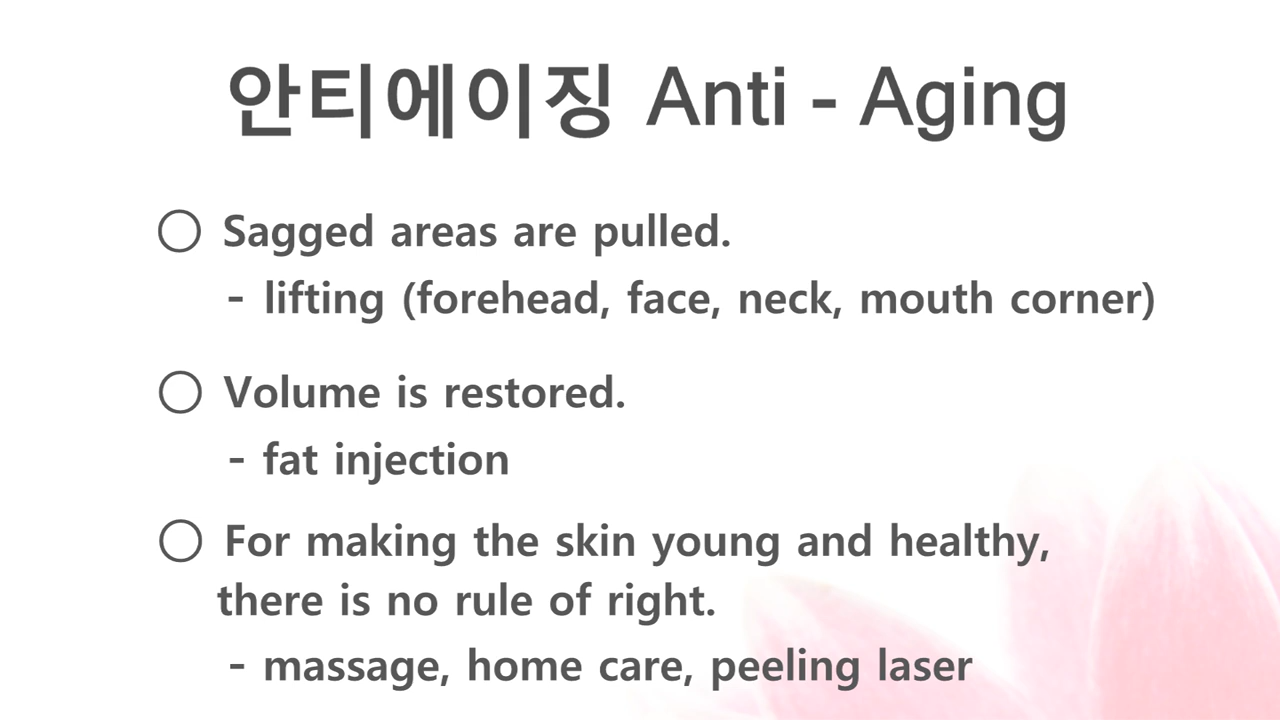 안티에이징 Anti - Aging
○ Sagged areas are pulled.
- lifting (forehead, face, neck, mouth corner)
○ Volume is restored.
- fat injection
○ For making the skin young and healthy,
there is no rule of right.
- massage, home care, peeling laser